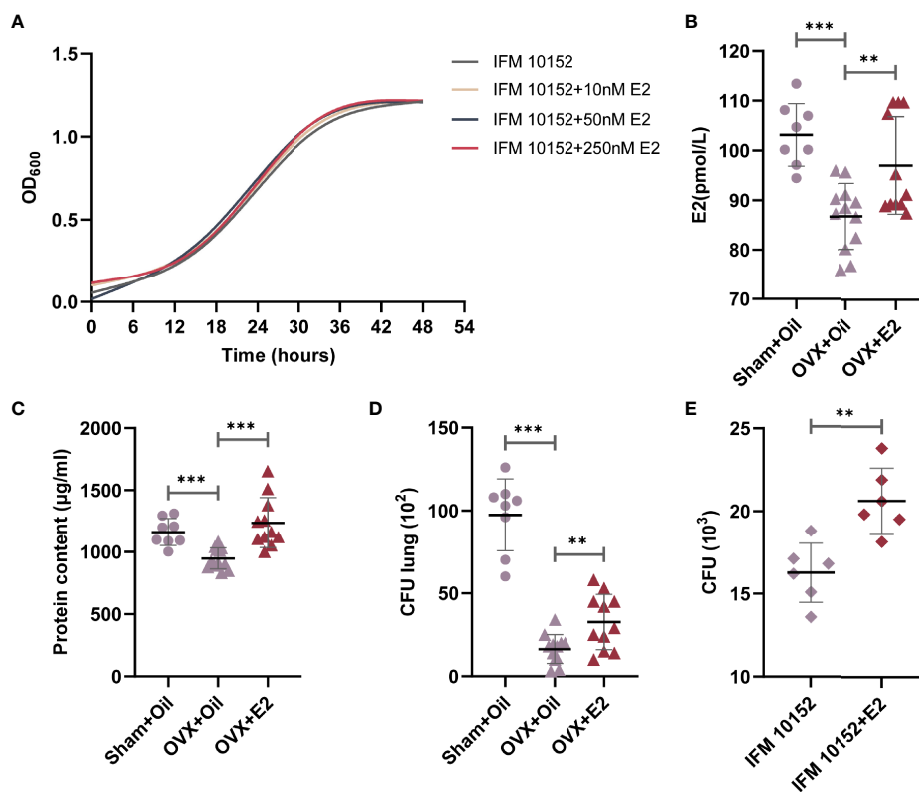 A
1.5
1.0
0.5
0.0
OD600
0 6 12 18 24 30 36 42 48 54
Time (hours)
IFM 10152
IFM 10152+10nM E2
IFM 10152+50nM E2
IFM 10152+250nM E2
B
***
**
120
110
100
90
80
70
E2(pmol/L)
Sham+Oil
OVX+Oil
OVX+E2
C
***
***
2000
1500
1000
500
0
Protein content (μg/ml)
Sham+Oil
OVX+Oil
OVX+E2
D
***
**
150
100
50
0
CFU lung (10²)
Sham+Oil
OVX+Oil
OVX+E2
E
**
25
20
15
10
CFU (10³)
IFM 10152
IFM 10152+E2